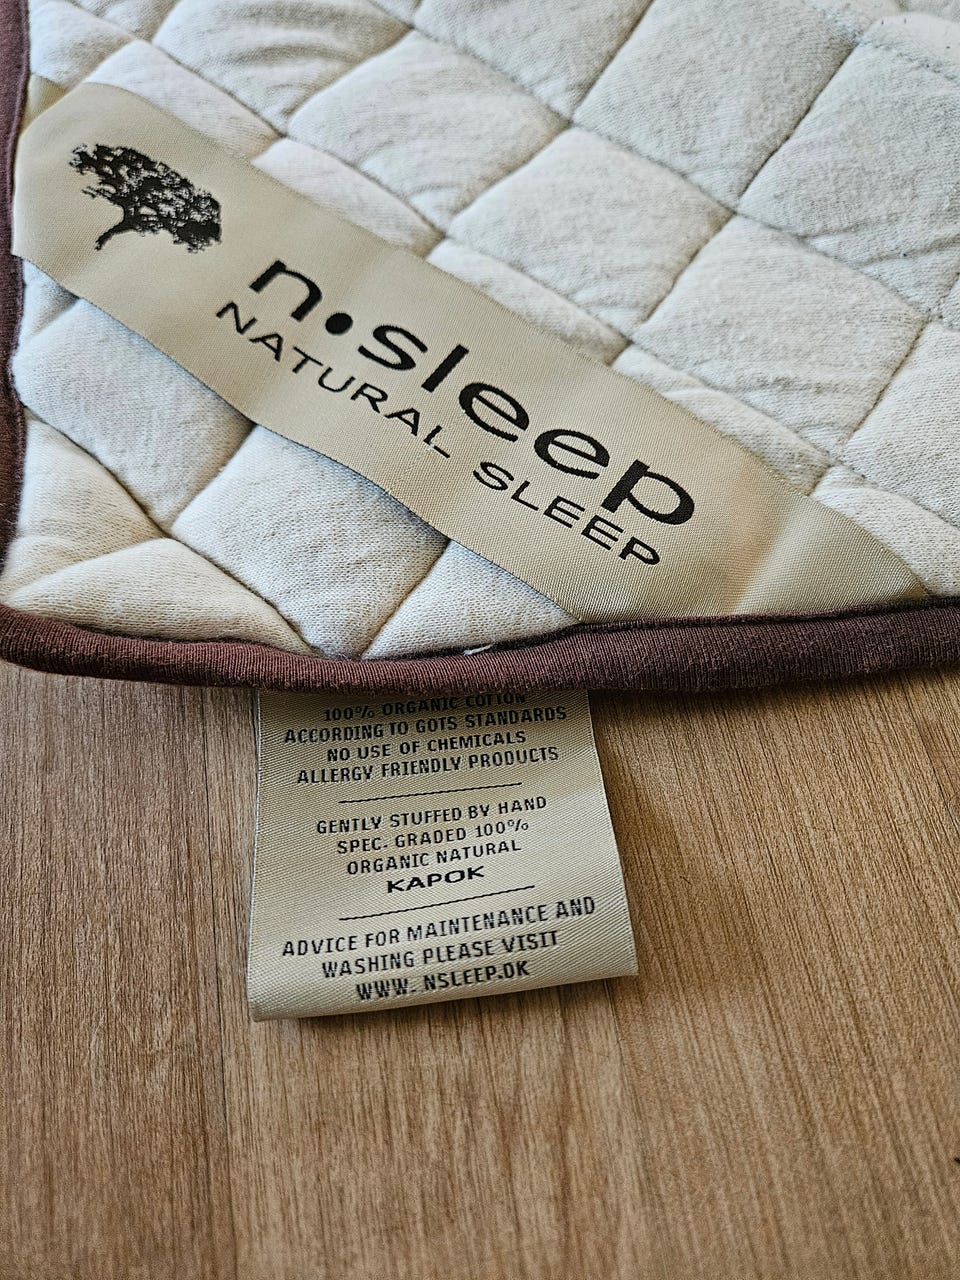 n•sleep
NATURAL SLEEP
100% ORGANIC COTTON
ACCORDING TO GOTS STANDARDS
NO USE OF CHEMICALS
ALLERGY FRIENDLY PRODUCTS
GENTLY STUFFED BY HAND
SPEC. GRADED 100%
ORGANIC NATURAL
KAPOK
ADVICE FOR MAINTENANCE AND
WASHING PLEASE VISIT
WWW. NSLEEP.DK